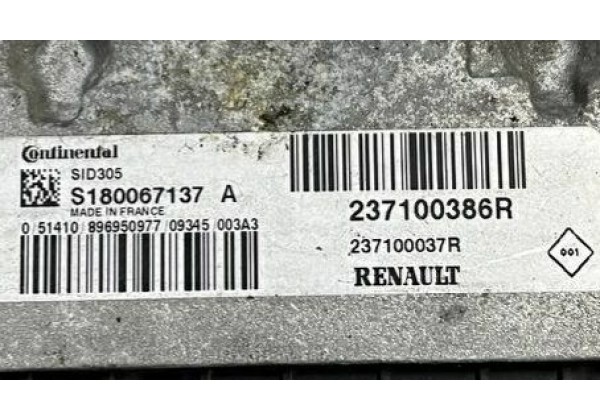 Continental
SID305
S180067137 A
MADE IN FRANCE
0 51410 896950977 09345 003A3
237100386R
237100037R
RENAULT
001